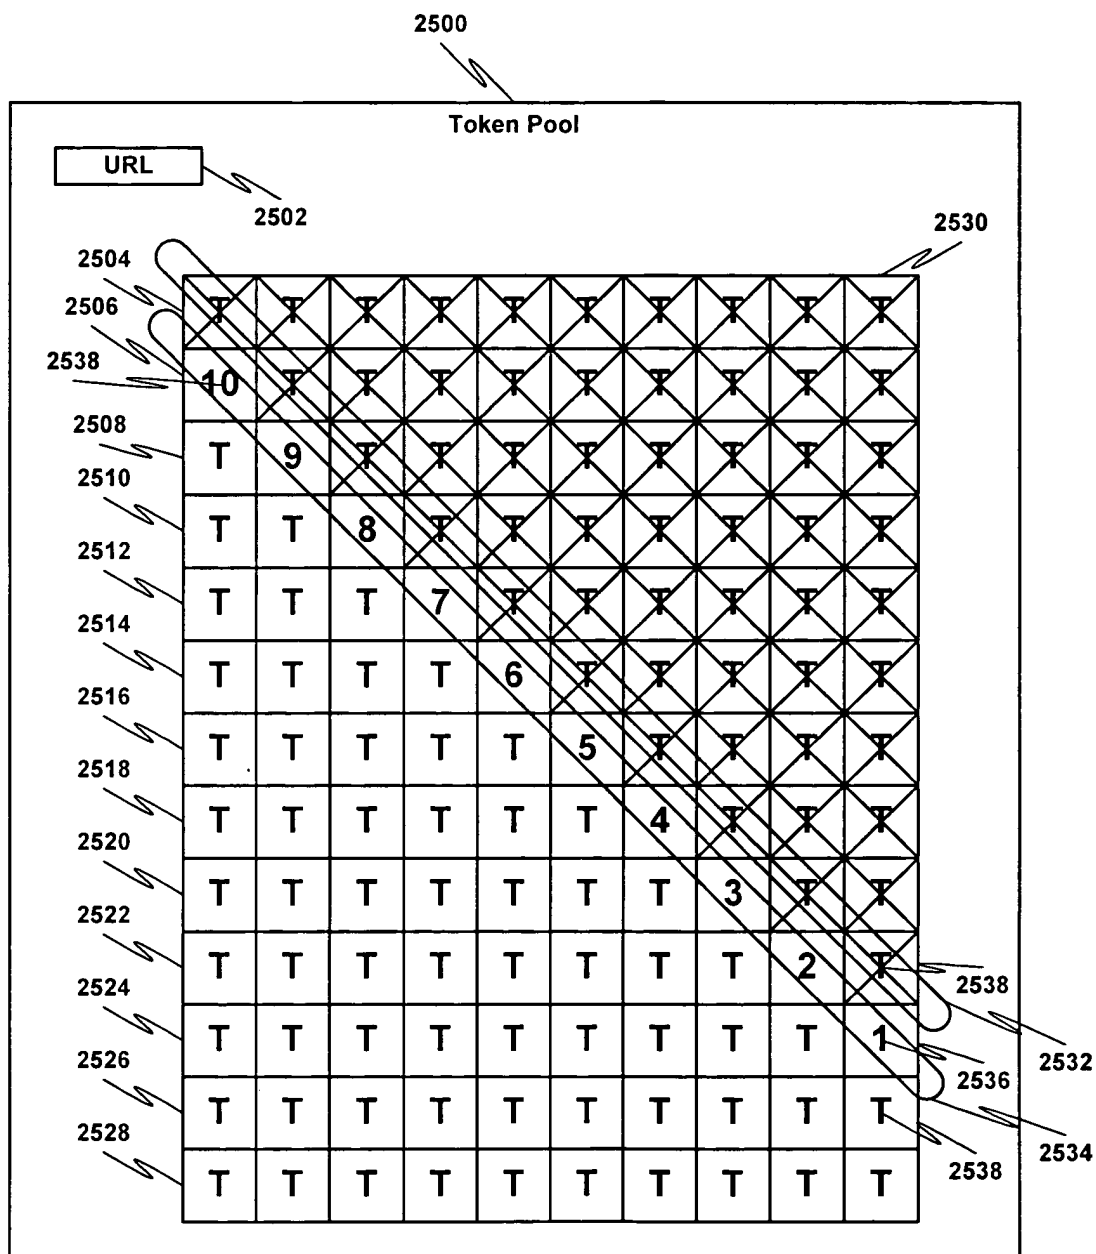 2500
Token Pool
URL
2502
2530
2504
2506
T T T T T T T T T T
2538
10 T T T T T T T T T
2508
T 9 T T T T T T T T
2510
T T 8 T T T T T T T
2512
T T T 7 T T T T T T
2514
T T T T 6 T T T T T
2516
T T T T T 5 T T T T
2518
T T T T T T 4 T T T
2520
T T T T T T T 3 T T
2522
T T T T T T T T 2 T
2538
2524
T T T T T T T T T 1
2532
2526
2536
T T T T T T T T T T
2528
2534
2538
T T T T T T T T T T